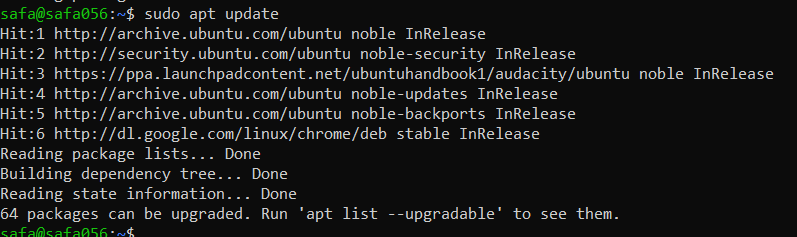 safa@safa056:~$ sudo apt update
Hit:1 http://archive.ubuntu.com/ubuntu noble InRelease
Hit:2 http://security.ubuntu.com/ubuntu noble-security InRelease
Hit:3 https://ppa.launchpadcontent.net/ubuntuhandbook1/audacity/ubuntu noble InRelease
Hit:4 http://archive.ubuntu.com/ubuntu noble-updates InRelease
Hit:5 http://archive.ubuntu.com/ubuntu noble-backports InRelease
Hit:6 http://dl.google.com/linux/chrome/deb stable InRelease
Reading package lists... Done
Building dependency tree... Done
Reading state information... Done
64 packages can be upgraded. Run 'apt list --upgradable' to see them.
safa@safa056:~$